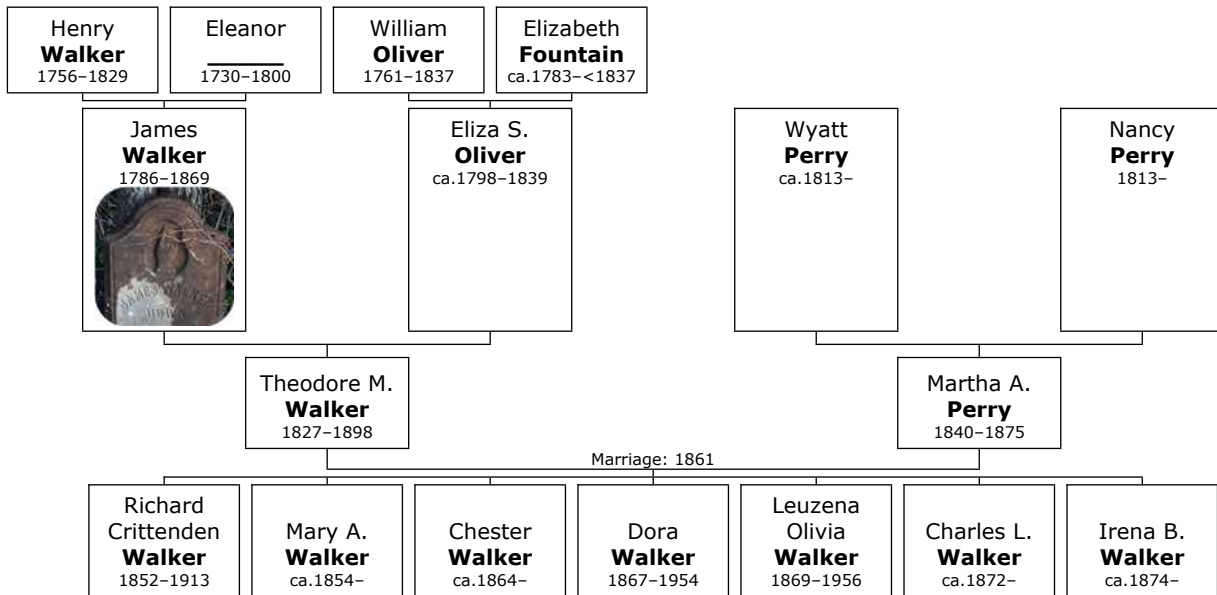 Henry
Walker
1756–1829
Eleanor
______
1730–1800
William
Oliver
1761–1837
Elizabeth
Fountain
ca.1783–<1837
James
Walker
1786–1869
JAMES
Eliza S.
Oliver
ca.1798–1839
Wyatt
Perry
ca.1813–
Nancy
Perry
1813–
Theodore M.
Walker
1827–1898
Martha A.
Perry
1840–1875
Marriage: 1861
Richard
Crittenden
Walker
1852–1913
Mary A.
Walker
ca.1854–
Chester
Walker
ca.1864–
Dora
Walker
1867–1954
Leuzena
Olivia
Walker
1869–1956
Charles L.
Walker
ca.1872–
Irena B.
Walker
ca.1874–